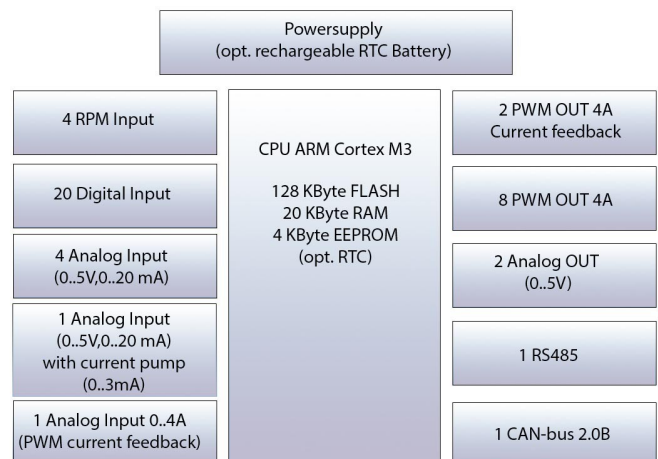 Powersupply
(opt. rechargeable RTC Battery)
4 RPM Input
20 Digital Input
4 Analog Input
(0..5V,0..20 mA)
1 Analog Input
(0..5V,0..20 mA)
with current pump
(0..3mA)
1 Analog Input 0..4A
(PWM current feedback)
CPU ARM Cortex M3
128 KByte FLASH
20 KByte RAM
4 KByte EEPROM
(opt. RTC)
2 PWM OUT 4A
Current feedback
8 PWM OUT 4A
2 Analog OUT
(0..5V)
1 RS485
1 CAN-bus 2.0B